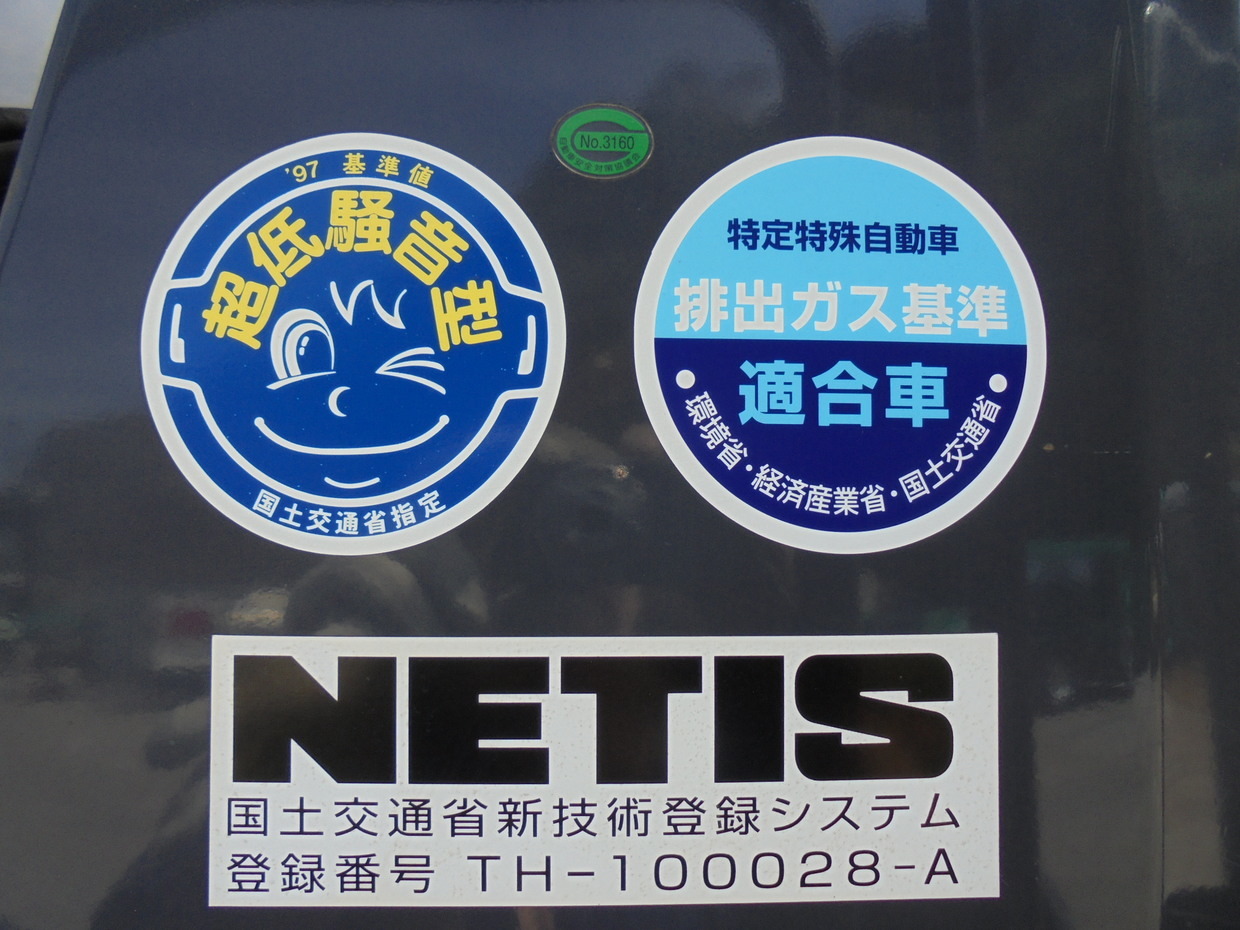 No.3160
'97 基準値
超低騒音型
国土交通省指定
特定特殊自動車
排出ガス基準
適合車
• 環境省・経済産業省・国土交通省 •
NETIS
国土交通省新技術登録システム
登録番号 TH-100028-A